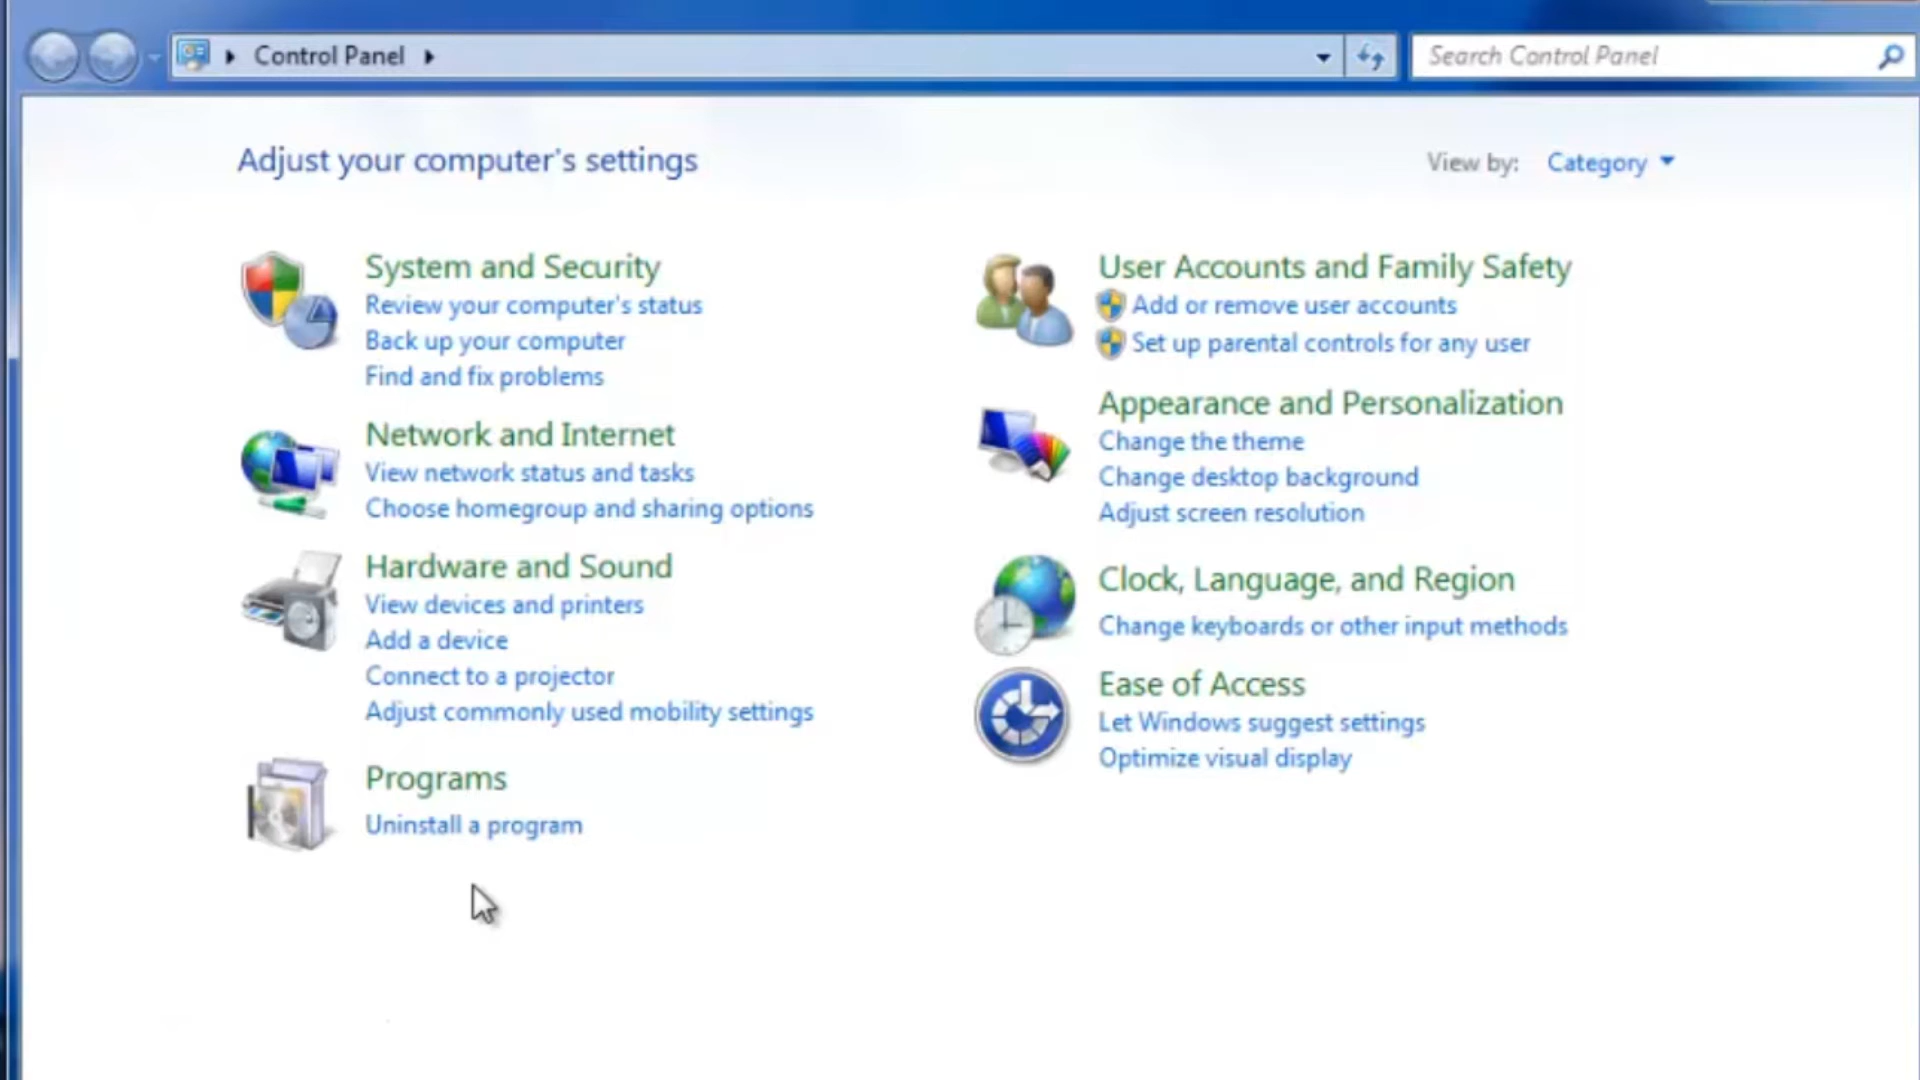 Control Panel
Search Control Panel
Adjust your computer's settings
View by: Category
System and Security
Review your computer's status
Back up your computer
Find and fix problems
Network and Internet
View network status and tasks
Choose homegroup and sharing options
Hardware and Sound
View devices and printers
Add a device
Connect to a projector
Adjust commonly used mobility settings
Programs
Uninstall a program
User Accounts and Family Safety
Add or remove user accounts
Set up parental controls for any user
Appearance and Personalization
Change the theme
Change desktop background
Adjust screen resolution
Clock, Language, and Region
Change keyboards or other input methods
Ease of Access
Let Windows suggest settings
Optimize visual display